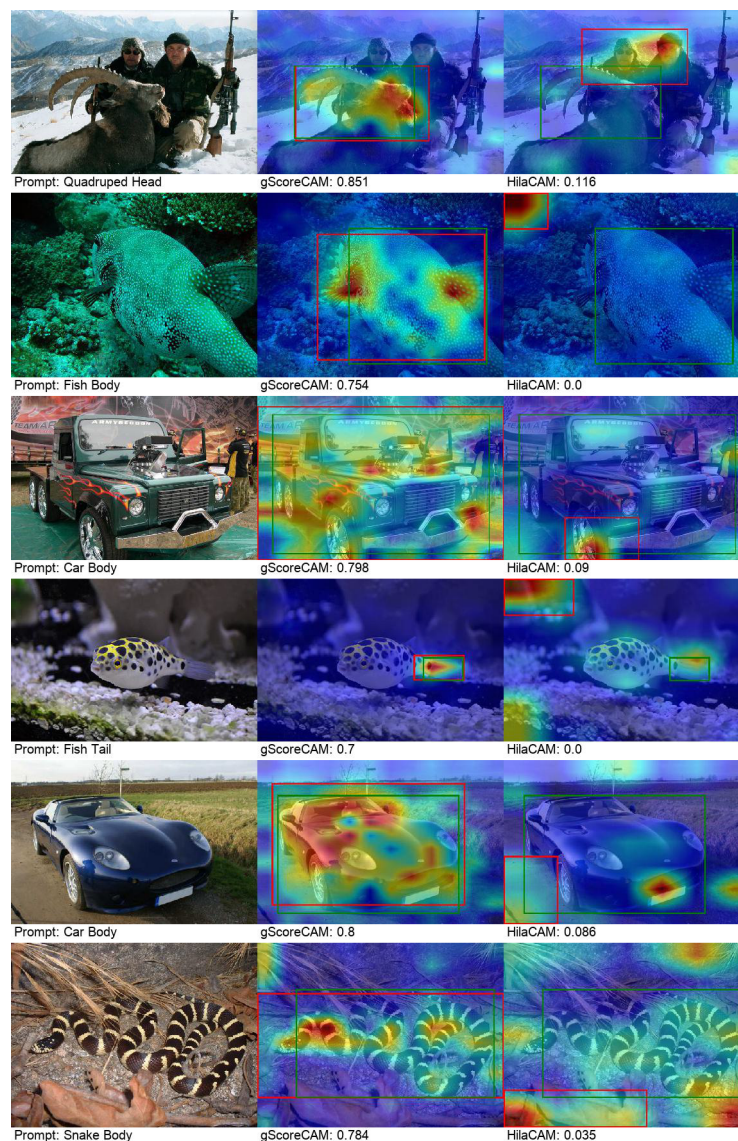 Prompt: Quadruped Head gScoreCAM: 0.851 HilaCAM: 0.116
Prompt: Fish Body gScoreCAM: 0.754 HilaCAM: 0.0
ARMYTRUGGH
Prompt: Car Body gScoreCAM: 0.798 HilaCAM: 0.09
Prompt: Fish Tail gScoreCAM: 0.7 HilaCAM: 0.0
Prompt: Car Body gScoreCAM: 0.8 HilaCAM: 0.086
Prompt: Snake Body gScoreCAM: 0.784 HilaCAM: 0.035